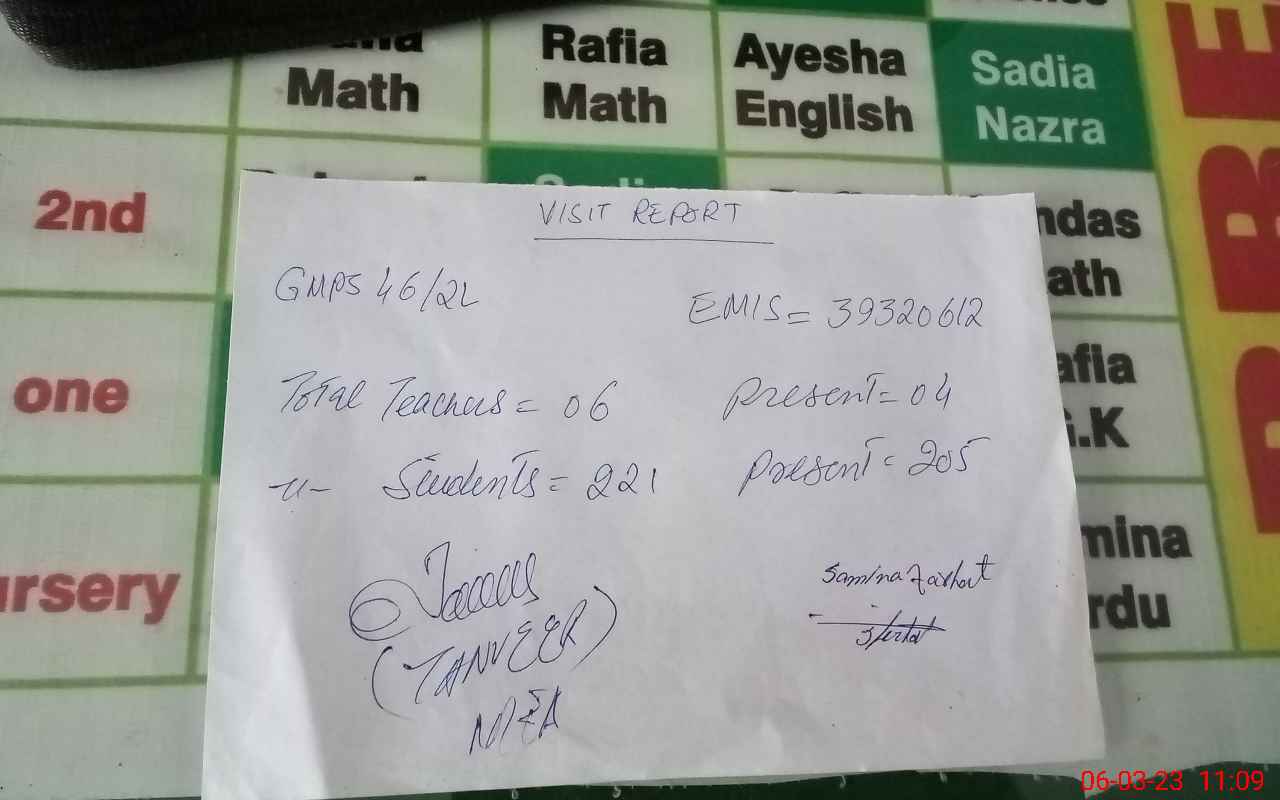 Rafia Math
Ayesha English
Sadia Nazra
Math
2nd
one
VISIT REPORT
GMPS 46/2L
EMIS = 39320612
Total Teachers = 06
Present = 04
-u- Students = 221
Present = 205
(TANVEER)
MEA
Samina
06-03-23 11:09